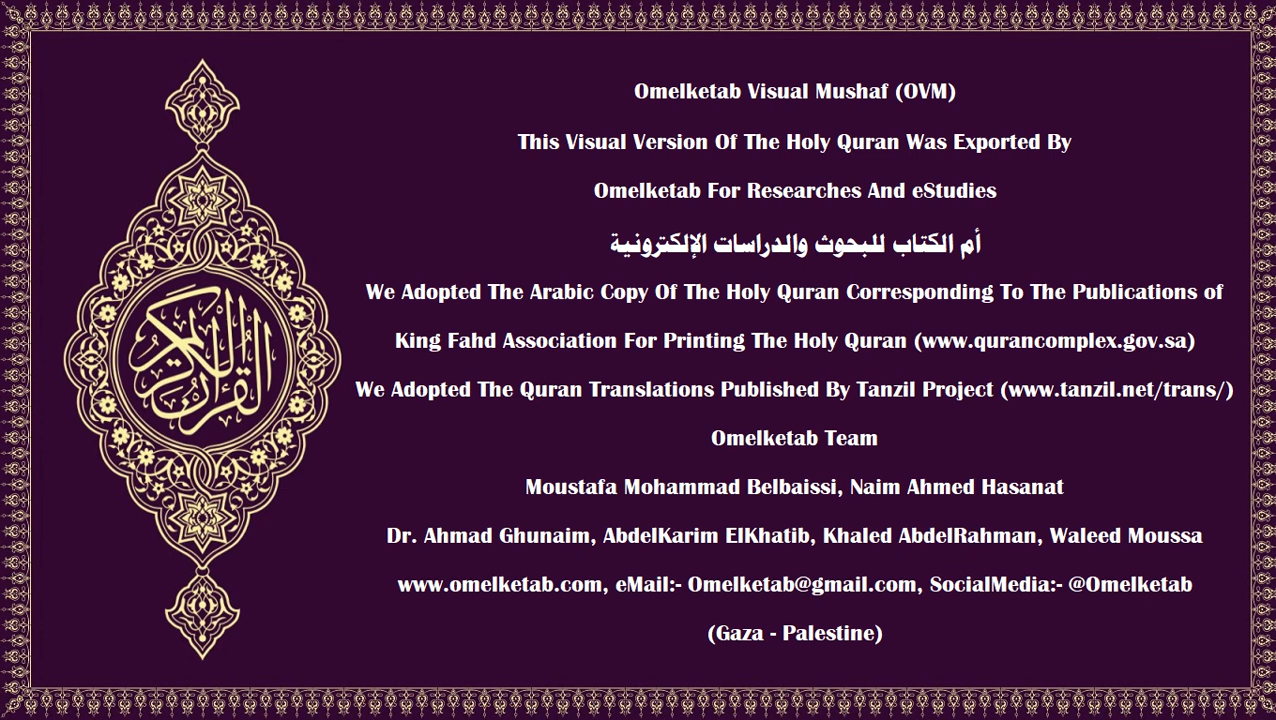 Omelketab Visual Mushaf (OVM)
This Visual Version Of The Holy Quran Was Exported By
Omelketab For Researches And eStudies
أم الكتاب للبحوث والدراسات الإلكترونية
We Adopted The Arabic Copy Of The Holy Quran Corresponding To The Publications of
King Fahd Association For Printing The Holy Quran (www.qurancomplex.gov.sa)
We Adopted The Quran Translations Published By Tanzil Project (www.tanzil.net/trans/)
Omelketab Team
Moustafa Mohammad Belbaissi, Naim Ahmed Hasanat
Dr. Ahmad Ghunaim, AbdelKarim ElKhatib, Khaled AbdelRahman, Waleed Moussa
www.omelketab.com, eMail:- Omelketab@gmail.com, SocialMedia:- @Omelketab
(Gaza - Palestine)
القرآن الكريم